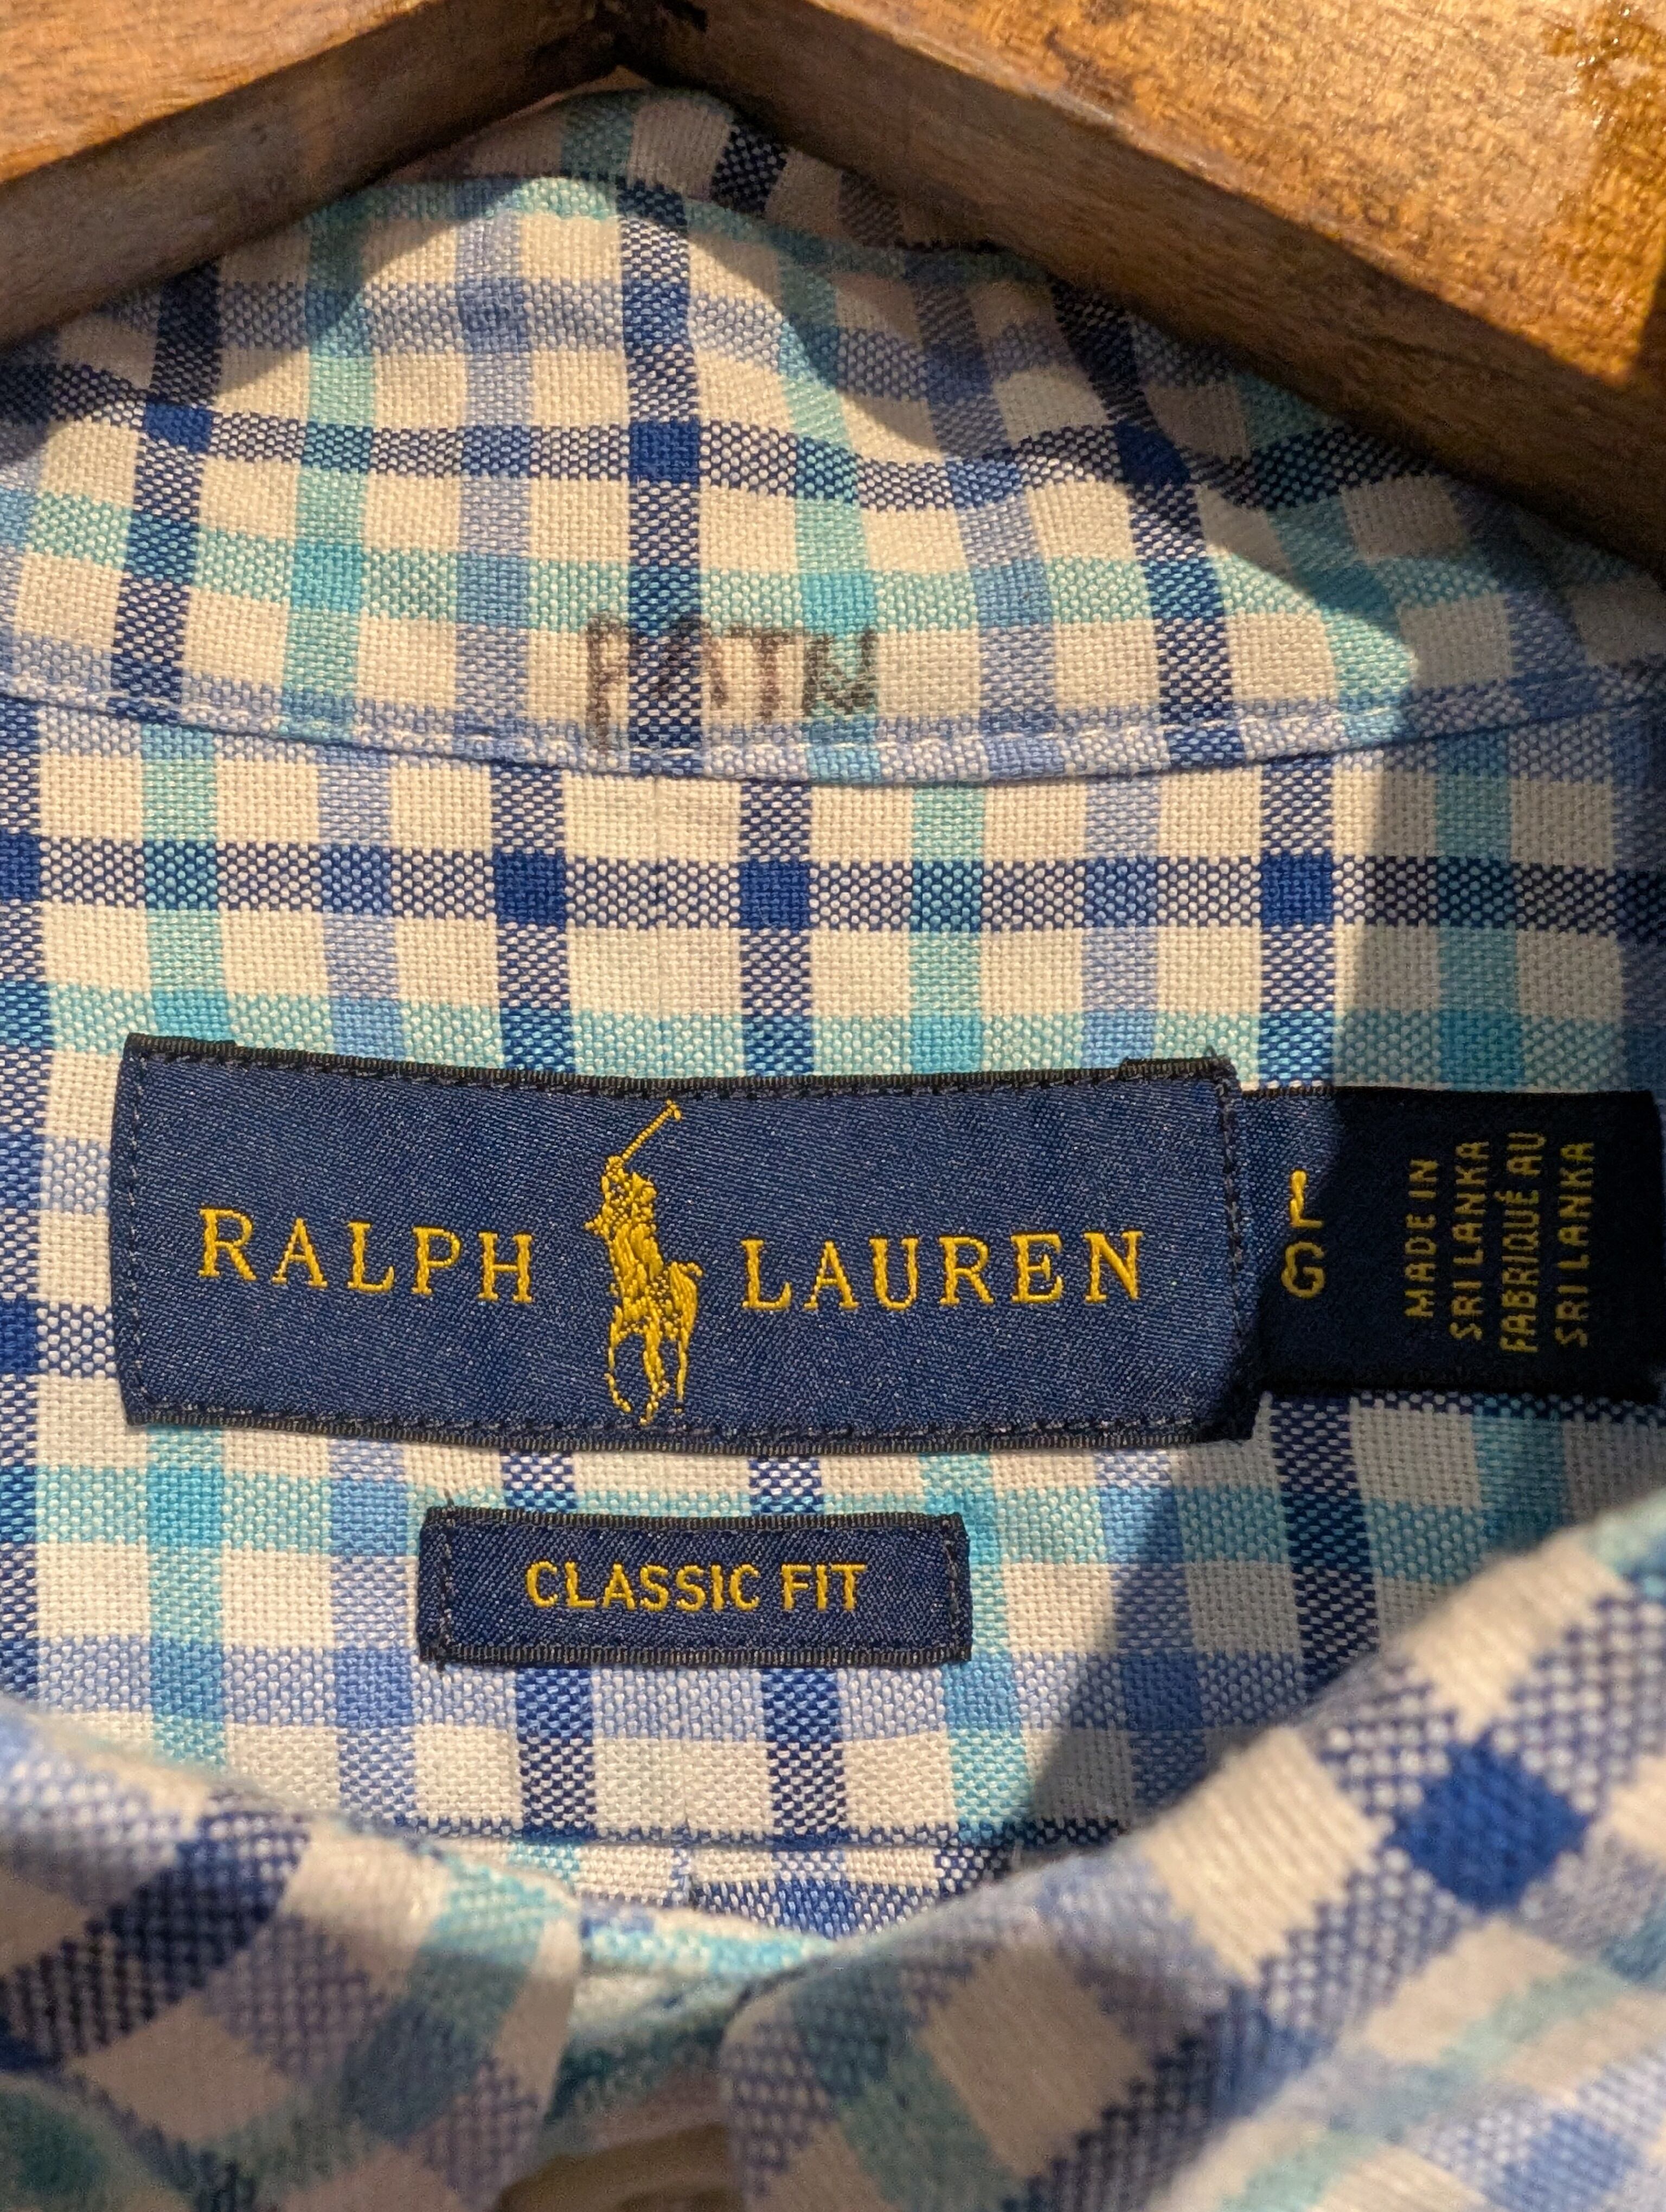 RALPH LAUREN
L
G
MADE IN
SRI LANKA
FABRIQUÉ AU
SRI LANKA
CLASSIC FIT